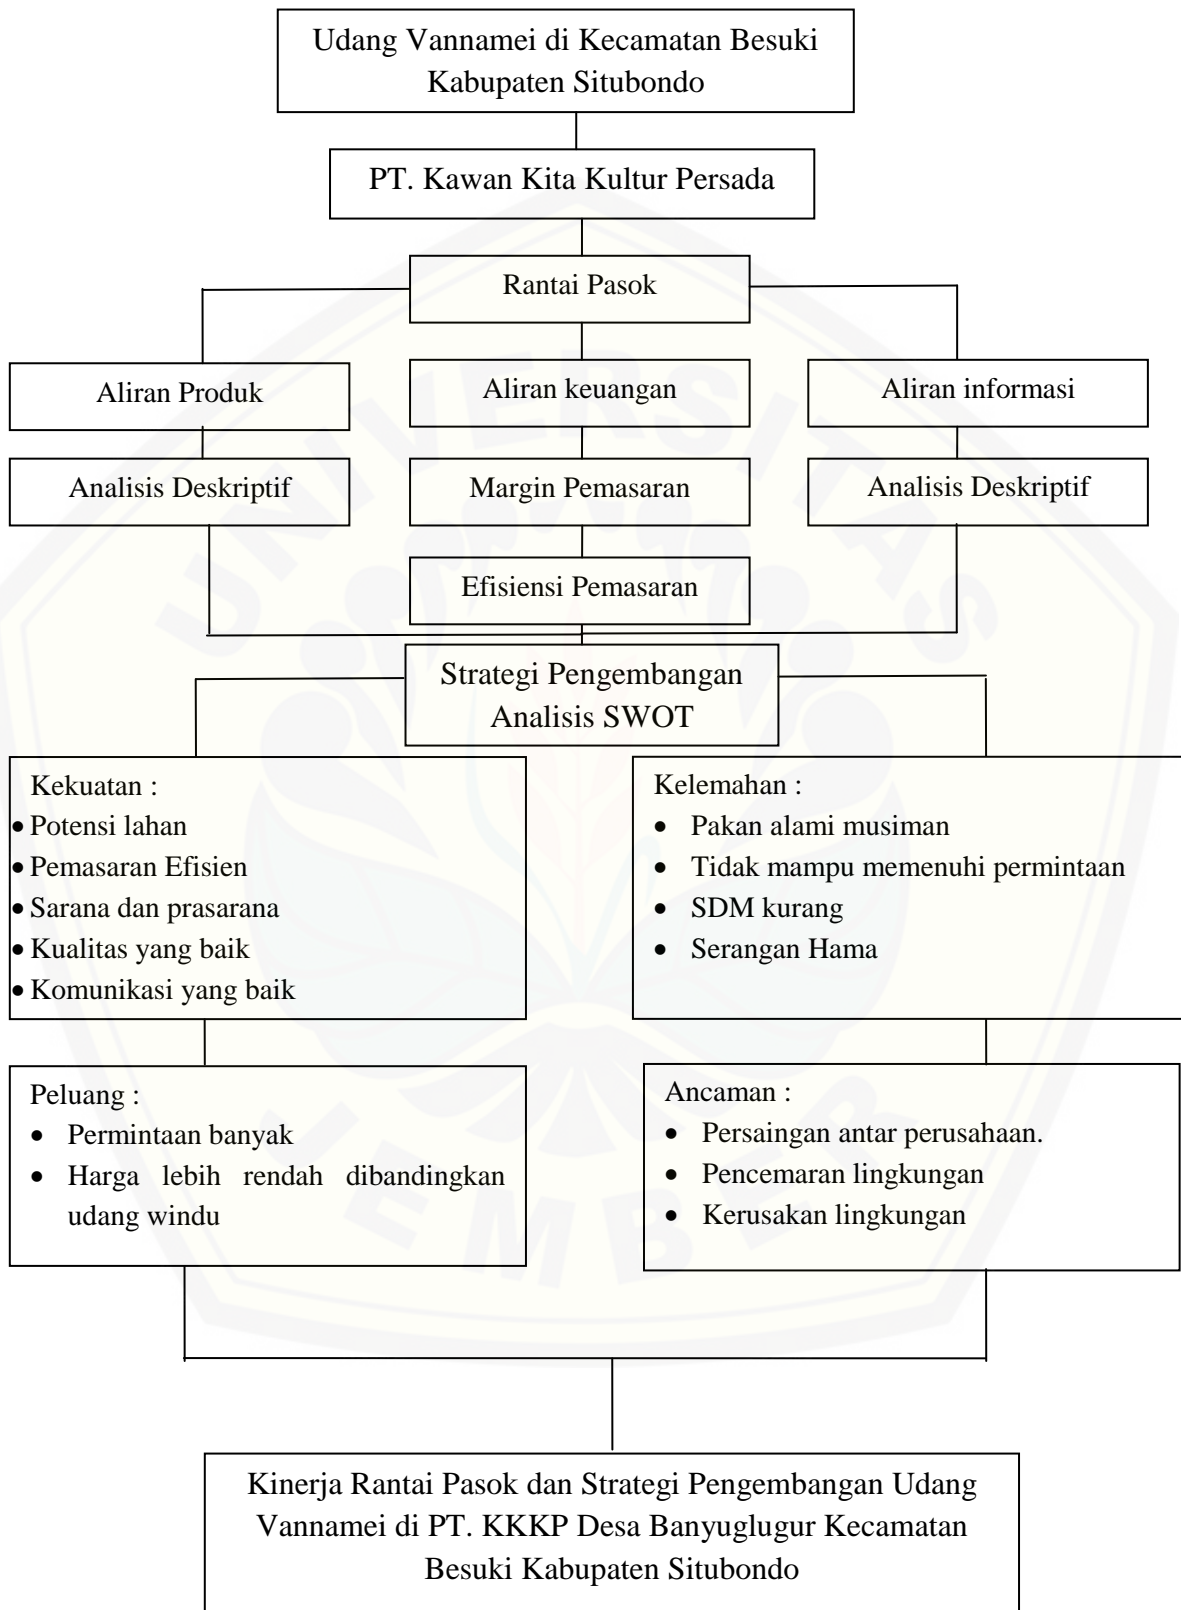 Udang Vannamei di Kecamatan Besuki
Kabupaten Situbondo
PT. Kawan Kita Kultur Persada
Rantai Pasok
Aliran Produk
Aliran keuangan
Aliran informasi
Analisis Deskriptif
Margin Pemasaran
Analisis Deskriptif
Efisiensi Pemasaran
Strategi Pengembangan
Analisis SWOT
Kekuatan :
• Potensi lahan
• Pemasaran Efisien
• Sarana dan prasarana
• Kualitas yang baik
• Komunikasi yang baik
Kelemahan :
• Pakan alami musiman
• Tidak mampu memenuhi permintaan
• SDM kurang
• Serangan Hama
Peluang :
• Permintaan banyak
• Harga lebih rendah dibandingkan
udang windu
Ancaman :
• Persaingan antar perusahaan.
• Pencemaran lingkungan
• Kerusakan lingkungan
Kinerja Rantai Pasok dan Strategi Pengembangan Udang
Vannamei di PT. KKKP Desa Banyuglugur Kecamatan
Besuki Kabupaten Situbondo
UNIVERSITAS
JEMBER